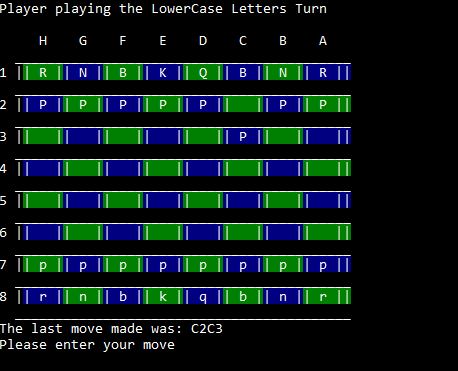 Player playing the LowerCase Letters Turn
H G F E D C B A
1 | R | N | B | K | Q | B | N | R ||
2 | P | P | P | P | P | | P | P ||
3 | | | | | | P | | ||
4 | | | | | | | | ||
5 | | | | | | | | ||
6 | | | | | | | | ||
7 | p | p | p | p | p | p | p | p ||
8 | r | n | b | k | q | b | n | r ||
The last move made was: C2C3
Please enter your move